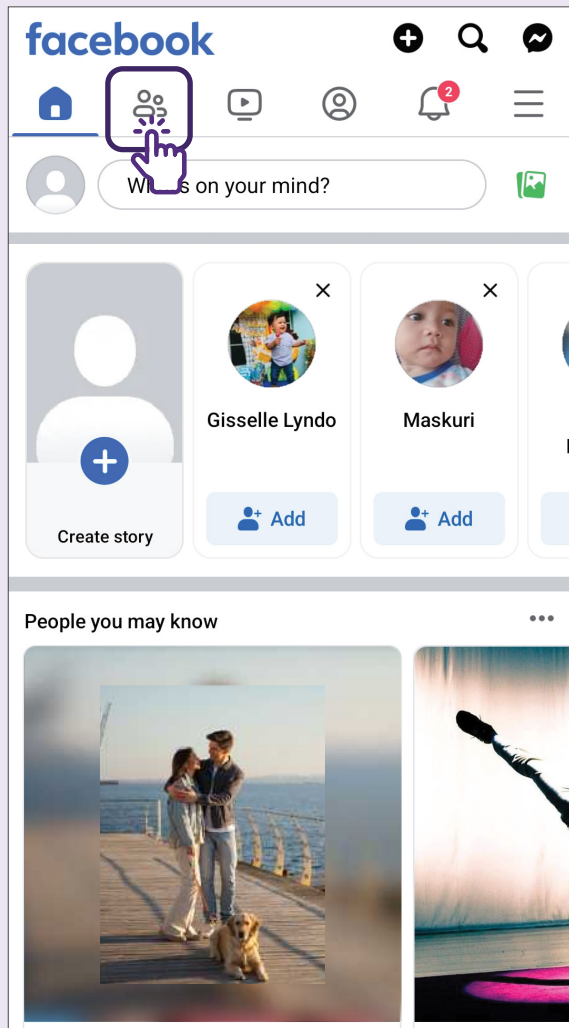 facebook
2
What's on your mind?
Gisselle Lyndo
Maskuri
Add
Add
Create story
People you may know